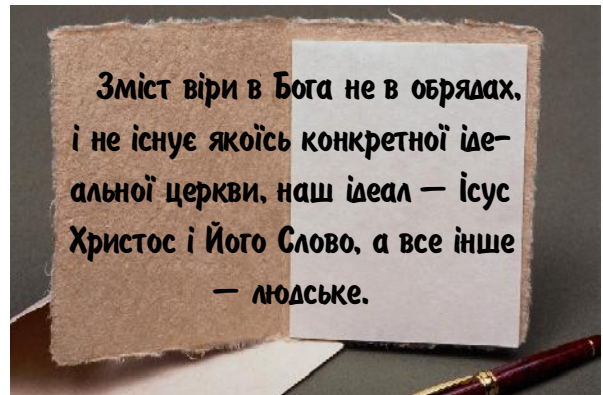 Зміст віри в Бога не в обрядах,
і не існує якоїсь конкретної іде-
альної церкви, наш ідеал — Ісус
Христос і Його Слово, а все інше
— людське.